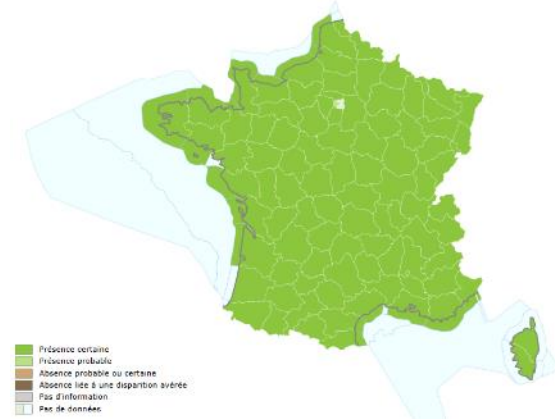 Présence certaine
Présence probable
Absence probable ou certaine
Absence liée à une disparition avérée
Pas d'information
Pas de données